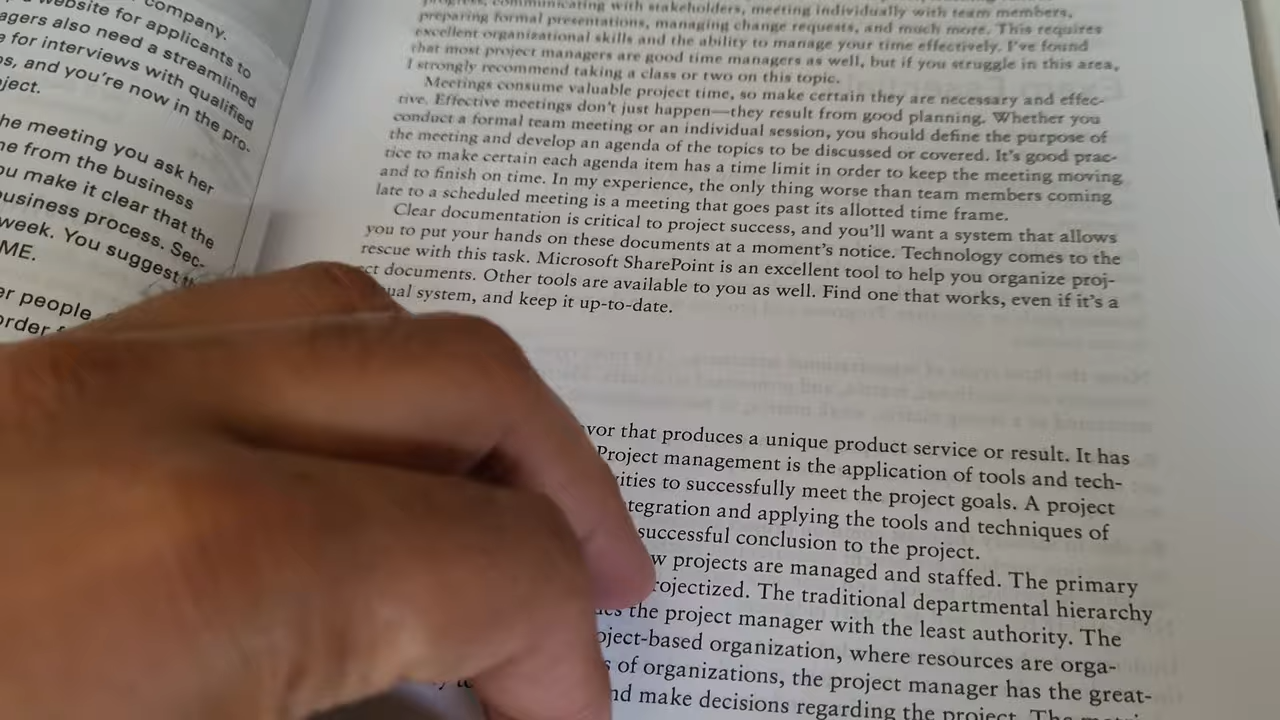 company.
website for applicants to
agers also need a streamlined
for interviews with qualified
and you're now in the pro-
ject.
he meeting you ask her
from the business
ou make it clear that the
business process. Sec-
week. You suggest
ME.
er people
order
progress, communicating with stakeholders, meeting individually with team members,
preparing formal presentations, managing change requests, and much more. This requires
excellent organizational skills and the ability to manage your time effectively. I've found
that most project managers are good time managers as well, but if you struggle in this area,
I strongly recommend taking a class or two on this topic.
Meetings consume valuable project time, so make certain they are necessary and effec-
tive. Effective meetings don't just happen—they result from good planning. Whether you
conduct a formal team meeting or an individual session, you should define the purpose of
the meeting and develop an agenda of the topics to be discussed or covered. It's good prac-
tice to make certain each agenda item has a time limit in order to keep the meeting moving
and to finish on time. In my experience, the only thing worse than team members coming
late to a scheduled meeting is a meeting that goes past its allotted time frame.
Clear documentation is critical to project success, and you'll want a system that allows
you to put your hands on these documents at a moment's notice. Technology comes to the
rescue with this task. Microsoft SharePoint is an excellent tool to help you organize proj-
ect documents. Other tools are available to you as well. Find one that works, even if it's a
ual system, and keep it up-to-date.
vor that produces a unique product service or result. It has
Project management is the application of tools and tech-
ities to successfully meet the project goals. A project
tegration and applying the tools and techniques of
successful conclusion to the project.
w projects are managed and staffed. The primary
rojectized. The traditional departmental hierarchy
the project manager with the least authority. The
oject-based organization, where resources are orga-
s of organizations, the project manager has the great-
nd make decisions regarding the project. The